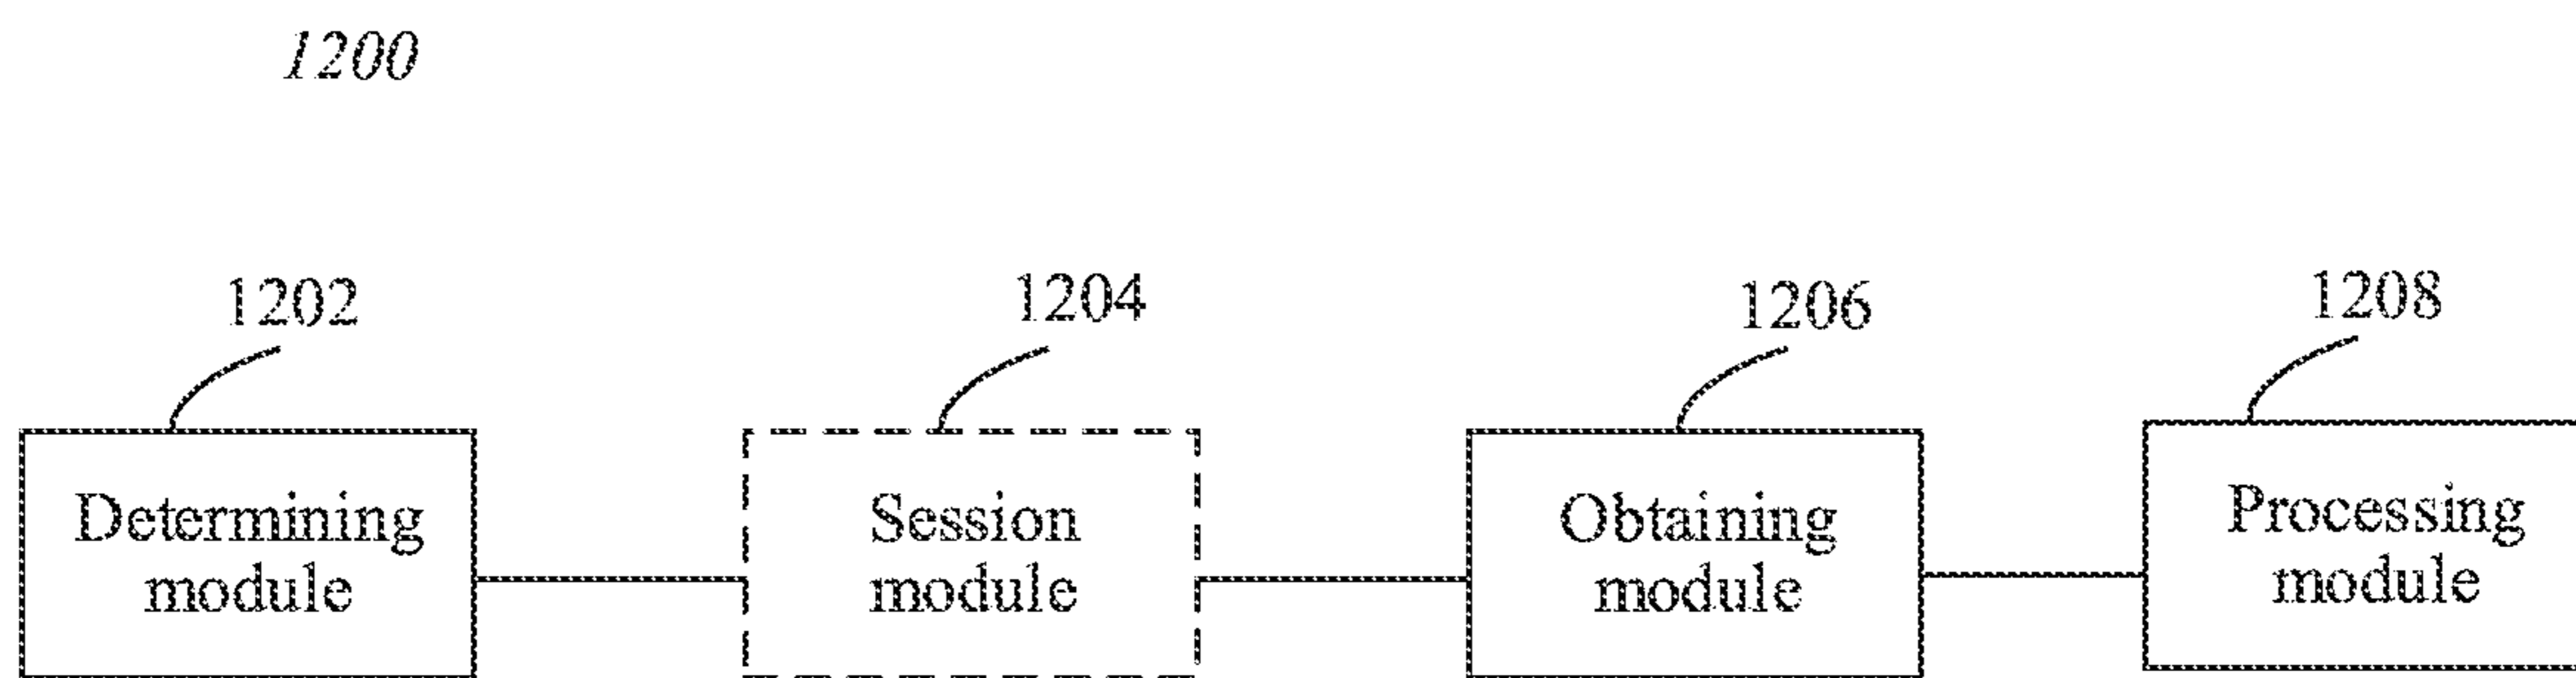 1200
1202
1204
1206
1208
Determining
module
Session
module
Obtaining
module
Processing
module